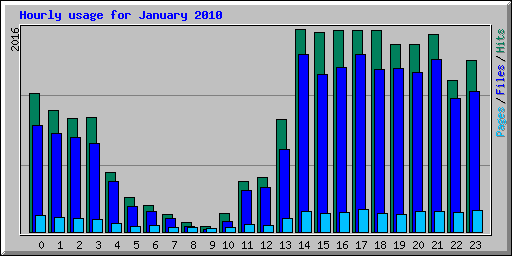 Hourly usage for January 2010
2016
Pages/Files/Hits
0 1 2 3 4 5 6 7 8 9 10 11 12 13 14 15 16 17 18 19 20 21 22 23